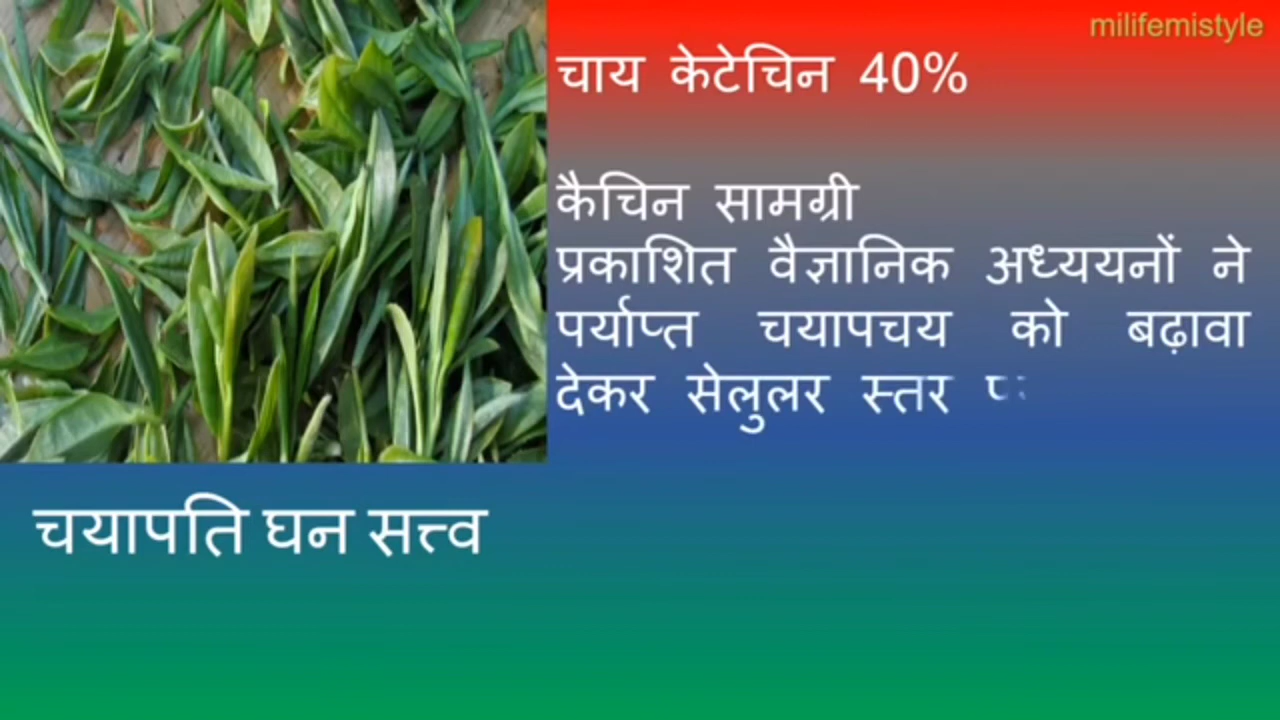 milifemistyle
चाय केटेचिन 40%
कैचिन सामग्री
प्रकाशित वैज्ञानिक अध्ययनों ने
पर्याप्त चयापचय को बढ़ावा
देकर सेलुलर स्तर
चयापति घन सत्त्व